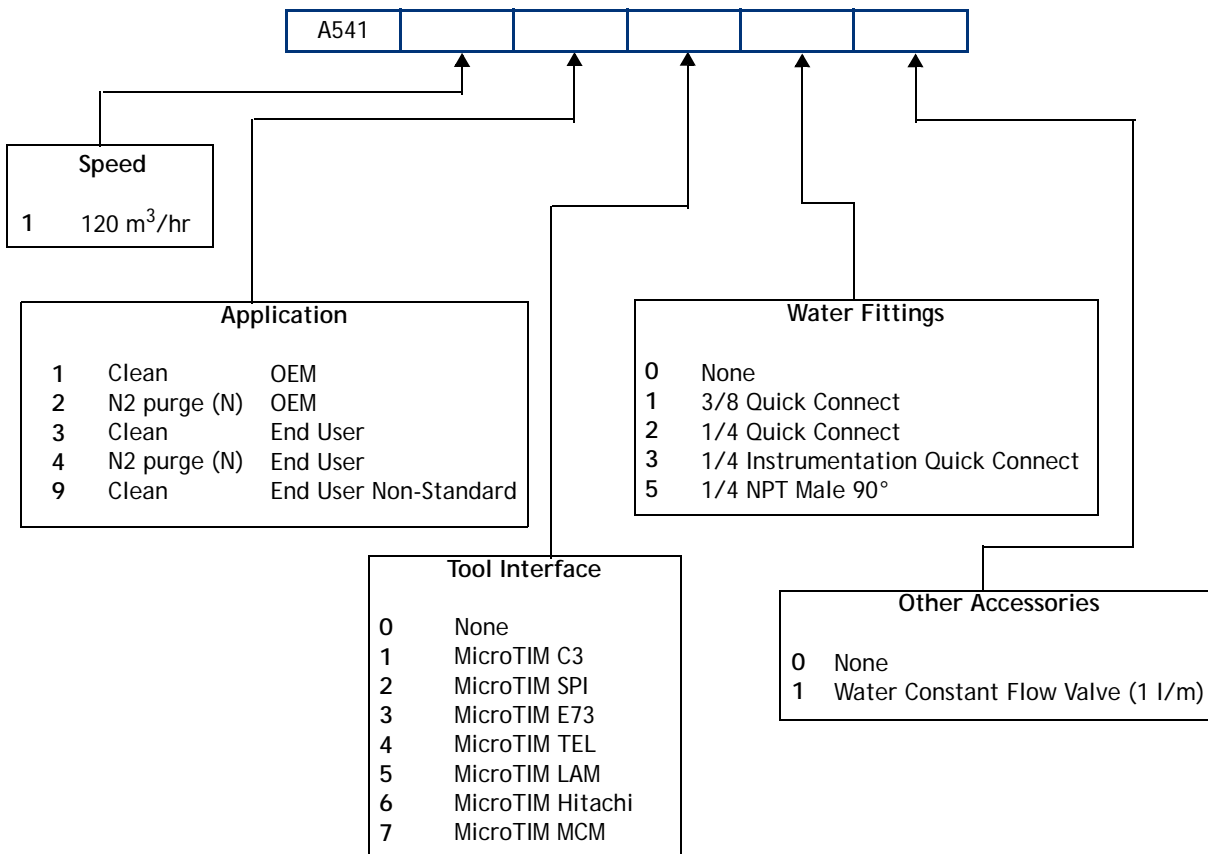 A541
Speed
1 120 m3/hr
Application
1 Clean OEM
2 N2 purge (N) OEM
3 Clean End User
4 N2 purge (N) End User
9 Clean End User Non-Standard
Water Fittings
0 None
1 3/8 Quick Connect
2 1/4 Quick Connect
3 1/4 Instrumentation Quick Connect
5 1/4 NPT Male 90°
Tool Interface
0 None
1 MicroTIM C3
2 MicroTIM SPI
3 MicroTIM E73
4 MicroTIM TEL
5 MicroTIM LAM
6 MicroTIM Hitachi
7 MicroTIM MCM
Other Accessories
0 None
1 Water Constant Flow Valve (1 l/m)